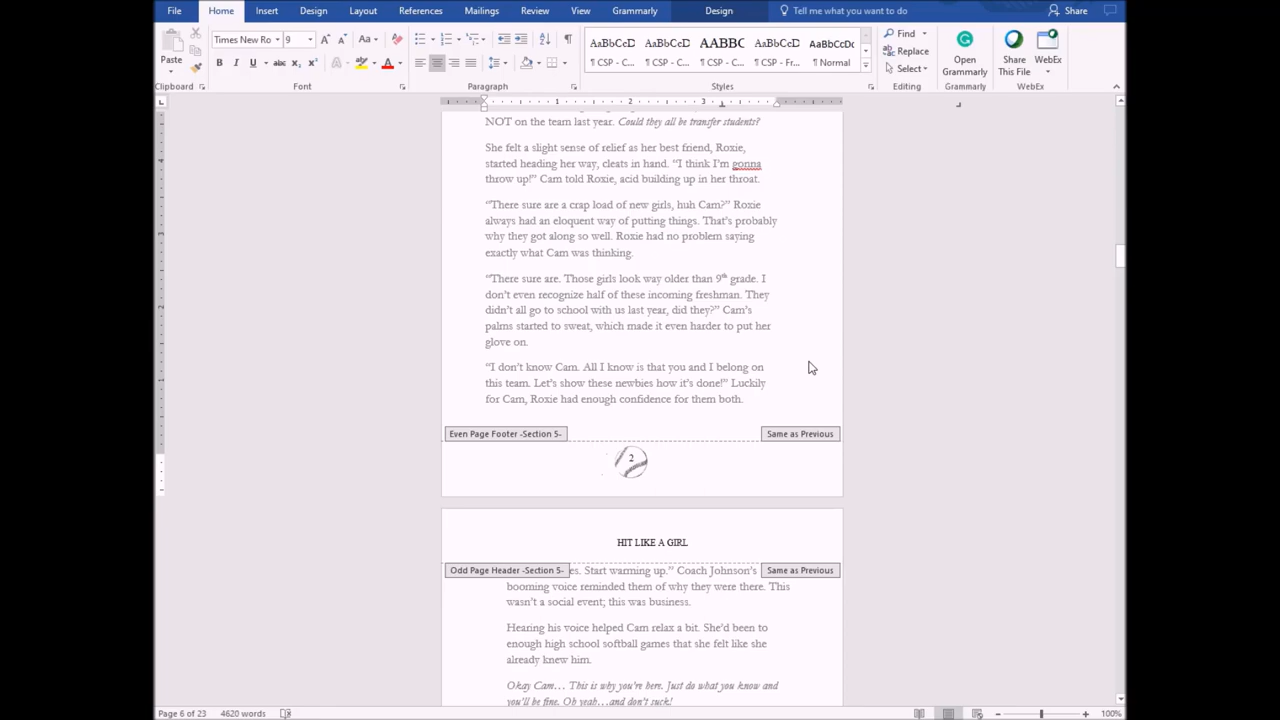 File Home Insert Design Layout References Mailings Review View Grammarly Design Tell me what you want to do Share
Times New Ro 9 Aa
AaBbCcD AaBbCcD AABBC AaBbCcD AaBbCcDc
Find
Replace
Select
Paste
B I U abc x₂ x² A
¶ CSP - C... ¶ CSP - C... ¶ CSP - C... ¶ CSP - Fr... ¶ Normal
Open Grammarly
Share This File
WebEx
Clipboard Font Paragraph Styles Editing Grammarly WebEx
1 2 3
NOT on the team last year. Could they all be transfer students?
She felt a slight sense of relief as her best friend, Roxie,
started heading her way, cleats in hand. “I think I’m gonna
throw up!” Cam told Roxie, acid building up in her throat.
“There sure are a crap load of new girls, huh Cam?” Roxie
always had an eloquent way of putting things. That’s probably
why they got along so well. Roxie had no problem saying
exactly what Cam was thinking.
“There sure are. Those girls look way older than 9th grade. I
don’t even recognize half of these incoming freshman. They
didn’t all go to school with us last year, did they?” Cam’s
palms started to sweat, which made it even harder to put her
glove on.
“I don’t know Cam. All I know is that you and I belong on
this team. Let’s show these newbies how it’s done!” Luckily
for Cam, Roxie had enough confidence for them both.
Even Page Footer -Section 5- Same as Previous
2
HIT LIKE A GIRL
Odd Page Header -Section 5- Same as Previous
es. Start warming up.” Coach Johnson’s
booming voice reminded them of why they were there. This
wasn’t a social event; this was business.
Hearing his voice helped Cam relax a bit. She’d been to
enough high school softball games that she felt like she
already knew him.
Okay Cam… This is why you’re here. Just do what you know and
you’ll be fine. Oh yeah…and don’t suck!
Page 6 of 23 4620 words 100%